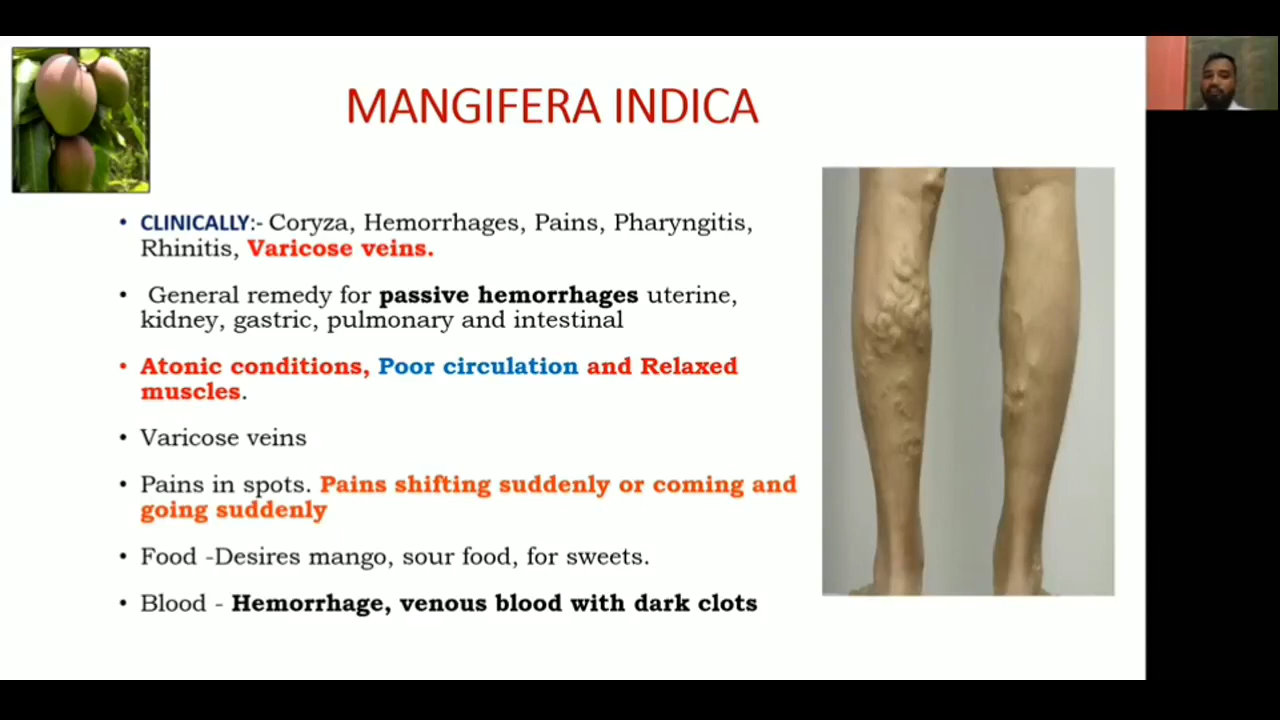 MANGIFERA INDICA
• CLINICALLY:- Coryza, Hemorrhages, Pains, Pharyngitis,
Rhinitis, Varicose veins.
• General remedy for passive hemorrhages uterine,
kidney, gastric, pulmonary and intestinal
• Atonic conditions, Poor circulation and Relaxed
muscles.
• Varicose veins
• Pains in spots. Pains shifting suddenly or coming and
going suddenly
• Food -Desires mango, sour food, for sweets.
• Blood - Hemorrhage, venous blood with dark clots